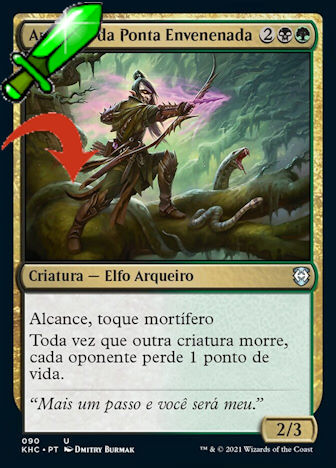 da Ponta Envenenada 2
Criatura — Elfo Arqueiro
Alcance, toque mortífero
Toda vez que outra criatura morre,
cada oponente perde 1 ponto de
vida.
“Mais um passo e você será meu.”
2/3
090 U
KHC • PT Dmitry Burmak
™ & © 2021 Wizards of the Coast